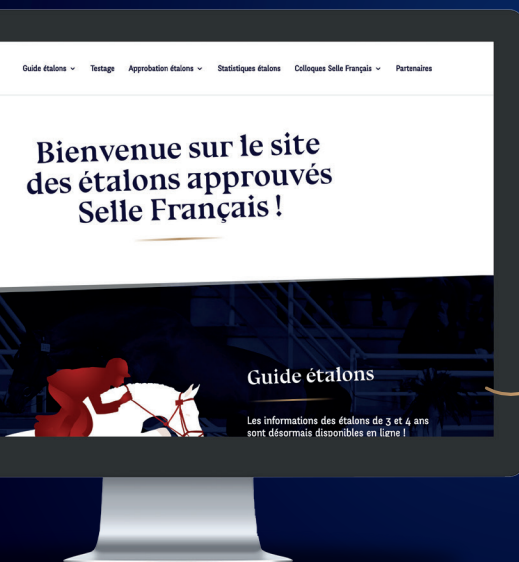 Guide étalons Testage Approbation étalons Statistiques étalons Colloques Selle Français Partenaires
Bienvenue sur le site
des étalons approuvés
Selle Français !
Guide étalons
Les informations des étalons de 3 et 4 ans
sont désormais disponibles en ligne !